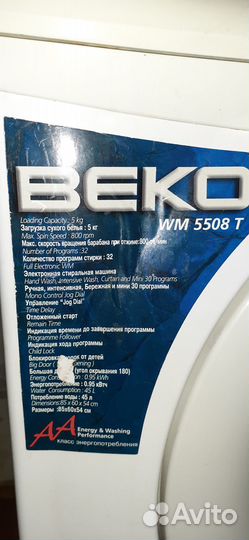 BEKO
WM 5508 T
Loading Capacity: 5 kg
Загрузка сухого белья : 5 кг
Max. Spin Speed : 800 rpm
Макс. скорость вращения барабана при отжиме:800 об/мин
Number of Programs :32
Количество программ стирки : 32
Full Electronic WM
Электронная стиральная машина
Hand Wash, Intensive Wash, Curtain and Mini 30 Programs
Ручная, интенсивная, Бережная и мини 30 программы
Mono Control Jog Dial
Управление "Jog Dial"
Time Delay
Отложенный старт
Remain Time
Индикация времени до завершения программы
Programme Follower
Индикация хода программы
Child Lock
Блокировка от детей
Big Door (
Большая (угол окрывания 180)
Energy : 0.95 kWh
Энергопотребление : 0.95 кВтч
Water Consumption : 45 L
Потребление воды : 45 л
Dimensions:85 x 60 x 54 cm
Размеры :85x60x54 см
AA Energy & Washing
Performance
класс энергопотребления
Avito